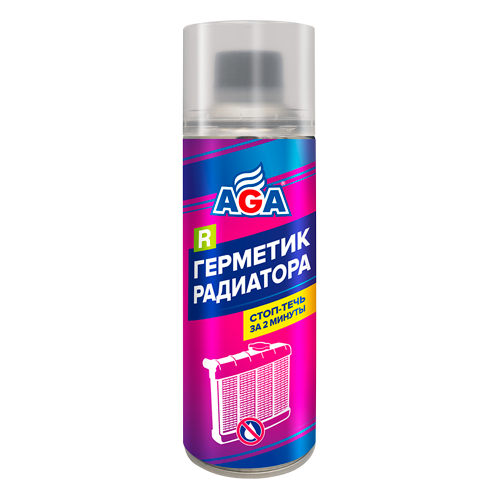 AGA®
R
ГЕРМЕТИК
РАДИАТОРА
СТОП-ТЕЧЬ
ЗА 2 МИНУТЫ